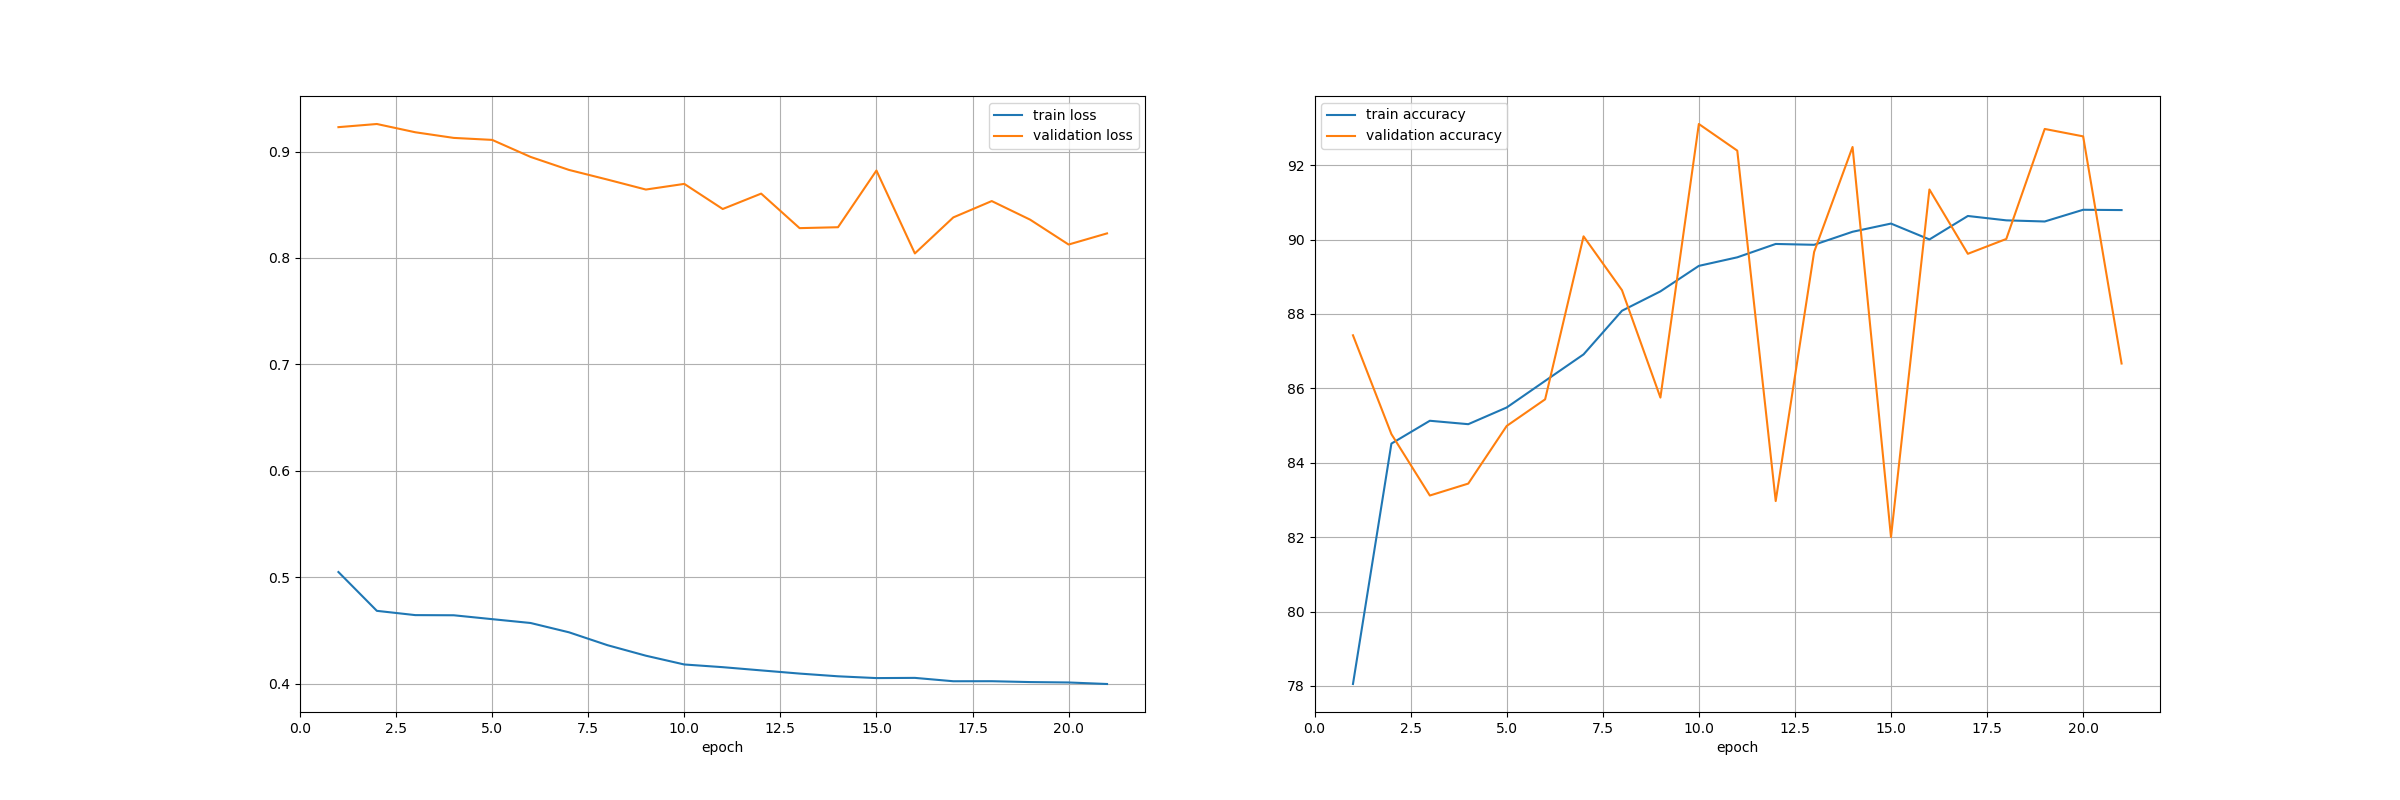 train loss
validation loss
0.9
0.8
0.7
0.6
0.5
0.4
0.0 2.5 5.0 7.5 10.0 12.5 15.0 17.5 20.0
epoch
train accuracy
validation accuracy
92
90
88
86
84
82
80
78
0.0 2.5 5.0 7.5 10.0 12.5 15.0 17.5 20.0
epoch